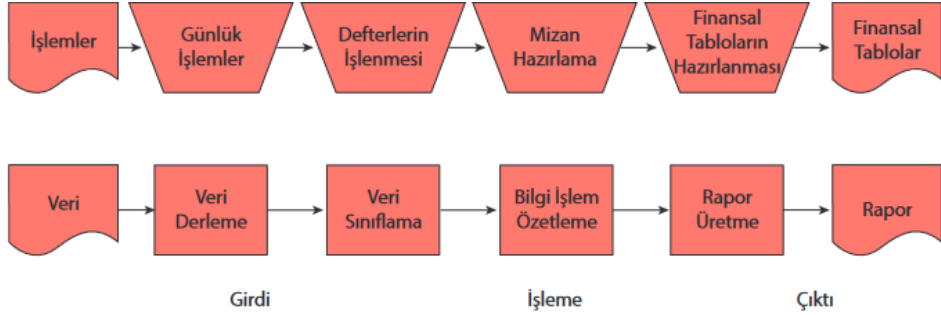 İşlemler
Günlük
İşlemler
Defterlerin
İşlenmesi
Mizan
Hazırlama
Finansal
Tabloların
Hazırlanması
Finansal
Tablolar
Veri
Veri
Derleme
Veri
Sınıflama
Bilgi İşlem
Özetleme
Rapor
Üretme
Rapor
Girdi
İşleme
Çıktı